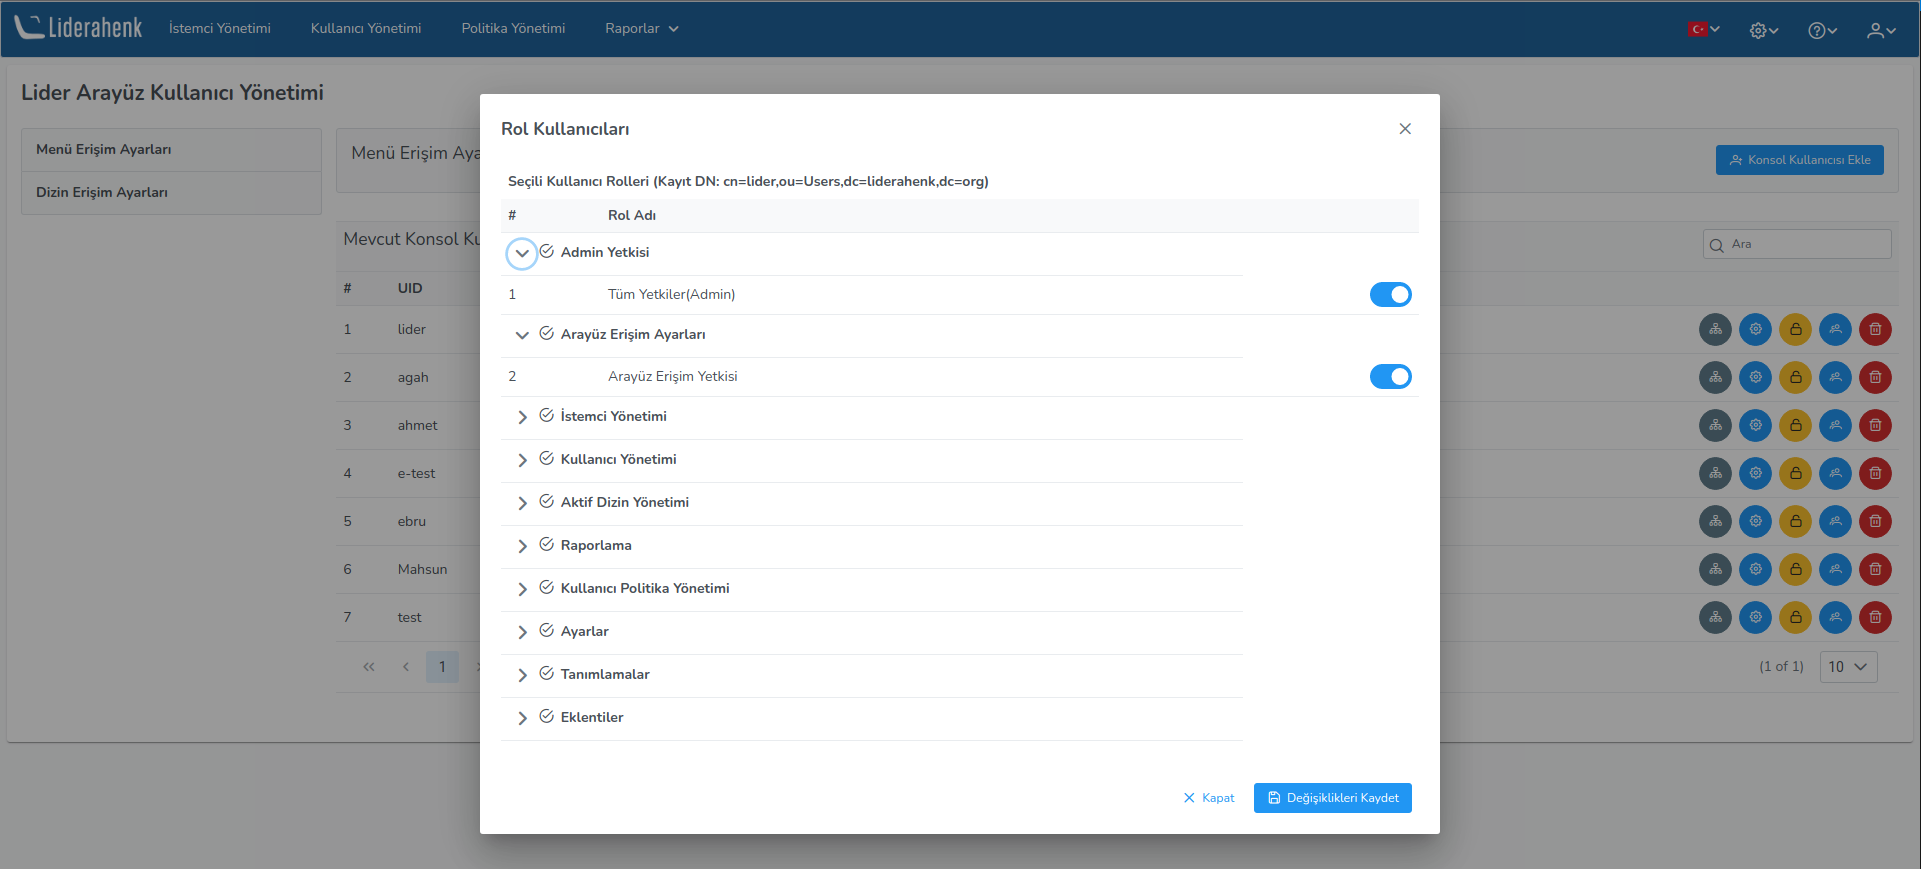 Liderahenk
İstemci Yönetimi
Kullanıcı Yönetimi
Politika Yönetimi
Raporlar
Lider Arayüz Kullanıcı Yönetimi
Menü Erişim Ayarları
Dizin Erişim Ayarları
Menü Erişim Aya
Konsol Kullanıcısı Ekle
Mevcut Konsol Ku
Ara
# UID
1 lider
2 agah
3 ahmet
4 e-test
5 ebru
6 Mahsun
7 test
1
(1 of 1)
10
Rol Kullanıcıları
Seçili Kullanıcı Rolleri (Kayıt DN: cn=lider,ou=Users,dc=liderahenk,dc=org)
# Rol Adı
Admin Yetkisi
1 Tüm Yetkiler(Admin)
Arayüz Erişim Ayarları
2 Arayüz Erişim Yetkisi
İstemci Yönetimi
Kullanıcı Yönetimi
Aktif Dizin Yönetimi
Raporlama
Kullanıcı Politika Yönetimi
Ayarlar
Tanımlamalar
Eklentiler
Kapat
Değişiklikleri Kaydet